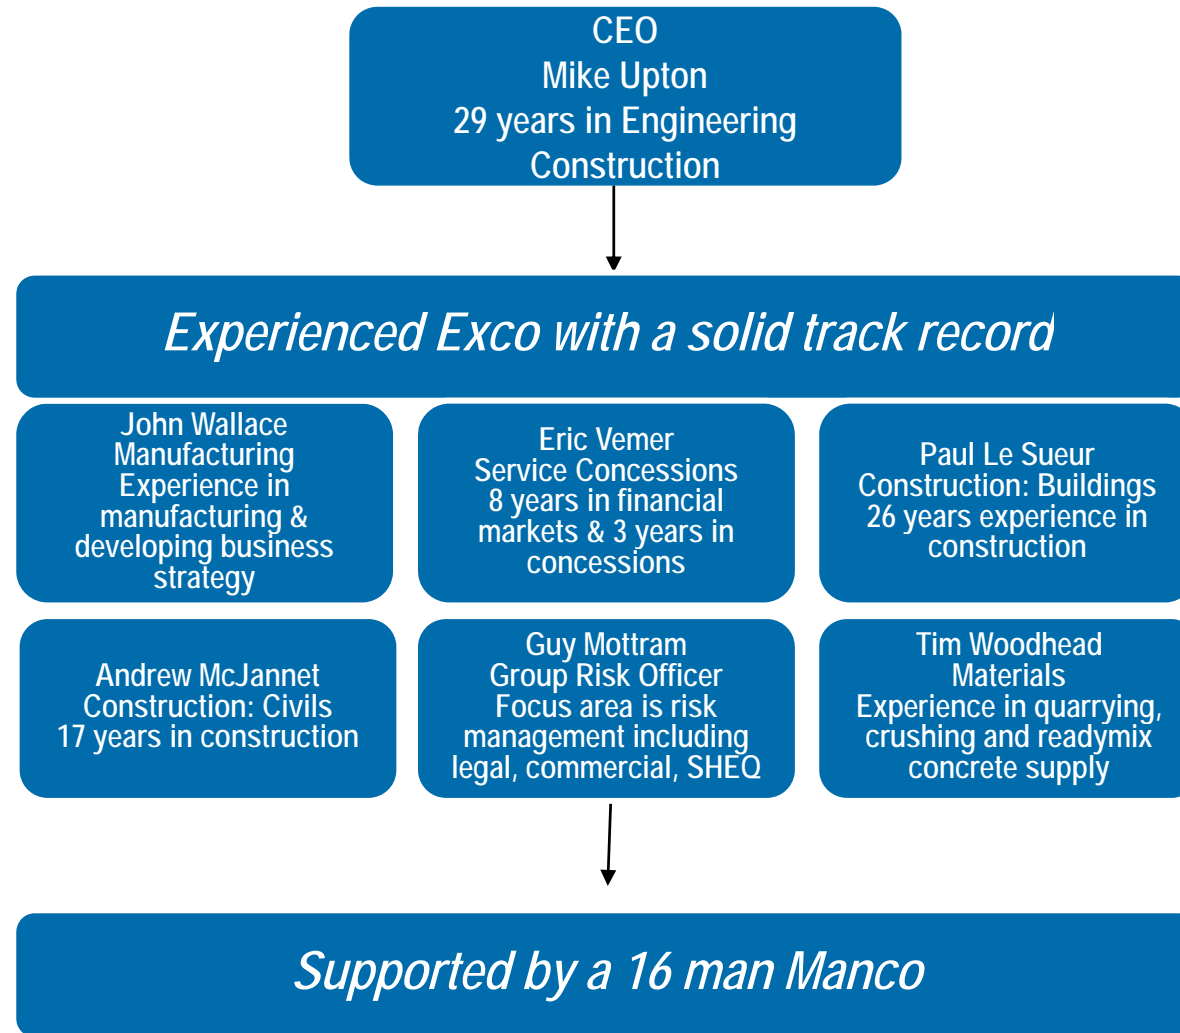 CEO
Mike Upton
29 years in Engineering
Construction
Experienced Exco with a solid track record
John Wallace
Manufacturing
Experience in
manufacturing &
developing business
strategy
Eric Vemer
Service Concessions
8 years in financial
markets & 3 years in
concessions
Paul Le Sueur
Construction: Buildings
26 years experience in
construction
Andrew McJannet
Construction: Civils
17 years in construction
Guy Mottram
Group Risk Officer
Focus area is risk
management including
legal, commercial, SHEQ
Tim Woodhead
Materials
Experience in quarrying,
crushing and readymix
concrete supply
Supported by a 16 man Manco